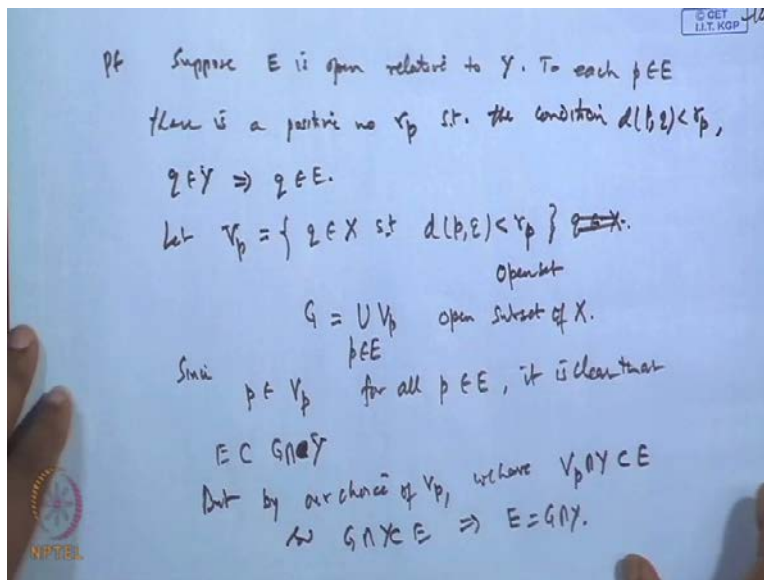 © CET
I.I.T. KGP
Pf Suppose E is open relative to Y. To each p∈E
there is a positive no r_p s.t. the condition d(p,q)<r_p,
q∈Y ⇒ q∈E.
Let V_p = { q∈X s.t d(p,q)<r_p }
open set
G = ∪ V_p open subset of X.
p∈E
Since p∈V_p for all p∈E, it is clear that
E⊂G∩Y
But by our choice of V_p, we have V_p∩Y⊂E
so G∩Y⊂E ⇒ E=G∩Y.
NPTEL